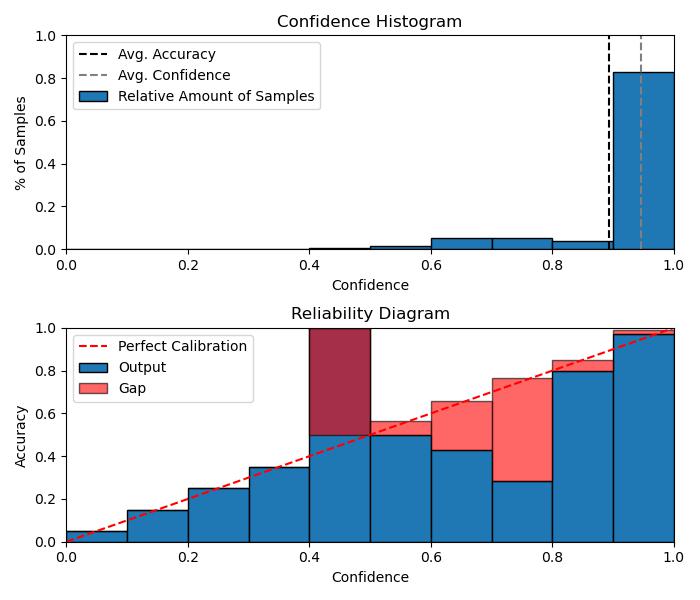 Confidence Histogram
1.0
0.8
0.6
0.4
0.2
0.0
% of Samples
Avg. Accuracy
Avg. Confidence
Relative Amount of Samples
0.0 0.2 0.4 0.6 0.8 1.0
Confidence
Reliability Diagram
1.0
0.8
0.6
0.4
0.2
0.0
Accuracy
Perfect Calibration
Output
Gap
0.0 0.2 0.4 0.6 0.8 1.0
Confidence